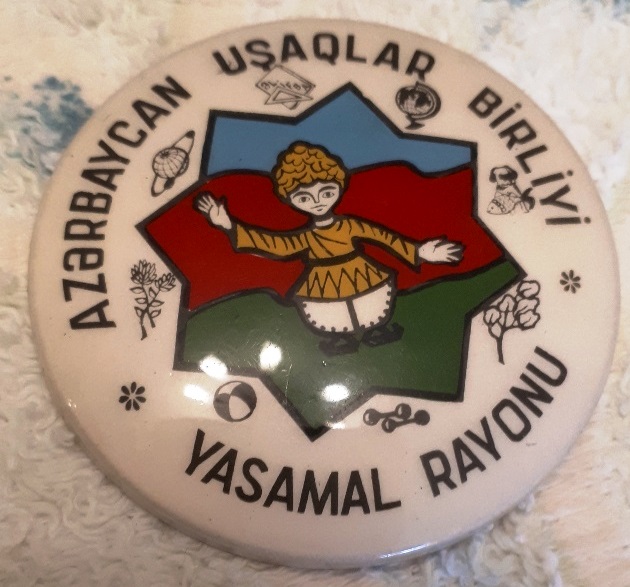 AZƏRBAYCAN UŞAQLAR BİRLİYİ
YASAMAL RAYONU